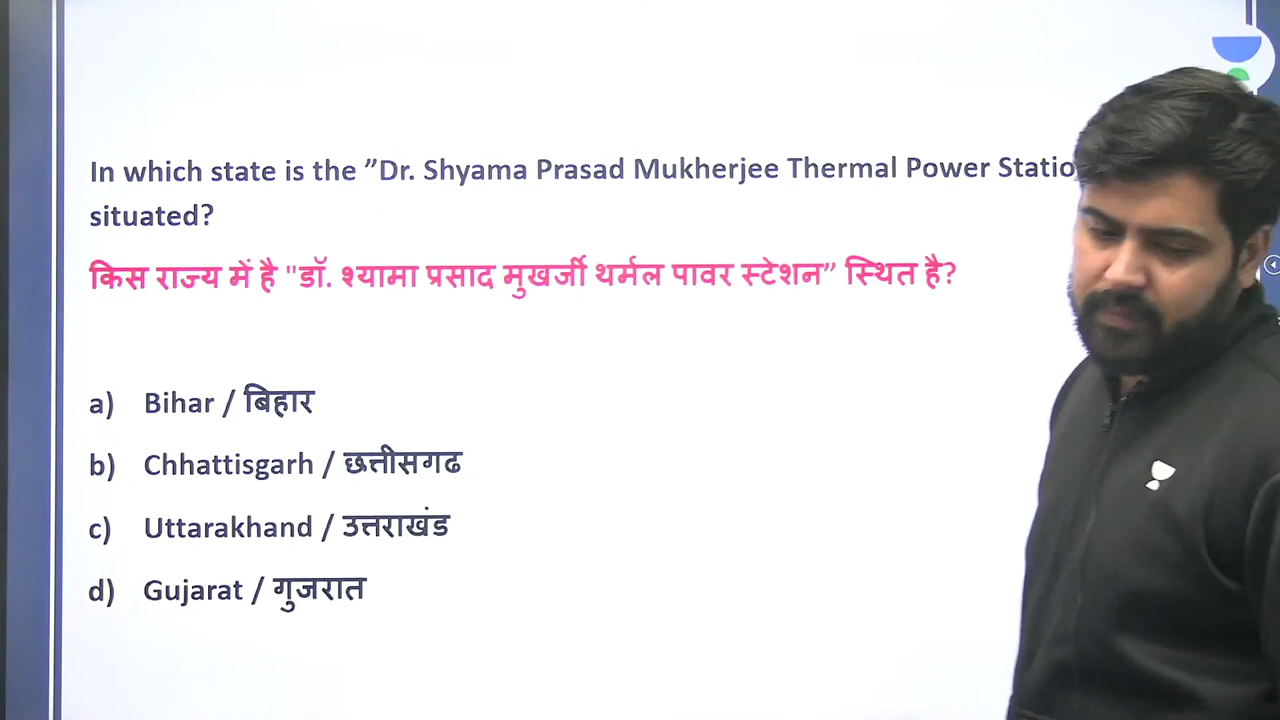 In which state is the ”Dr. Shyama Prasad Mukherjee Thermal Power Statio
situated?
किस राज्य में है "डॉ. श्यामा प्रसाद मुखर्जी थर्मल पावर स्टेशन” स्थित है?
a) Bihar / बिहार
b) Chhattisgarh / छत्तीसगढ
c) Uttarakhand / उत्तराखंड
d) Gujarat / गुजरात